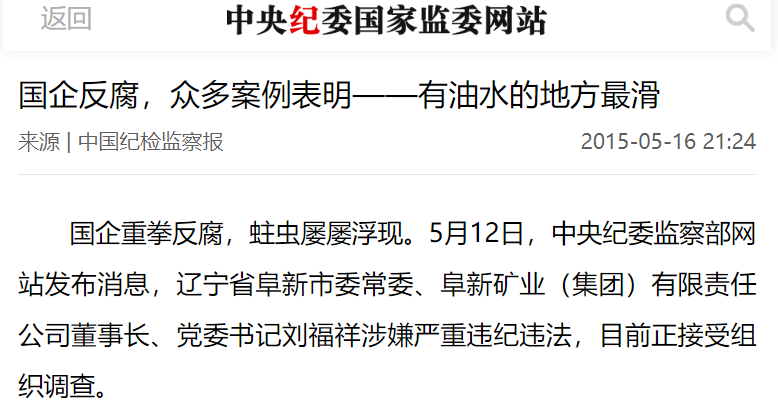 返回
中央纪委国家监委网站
国企反腐，众多案例表明——有油水的地方最滑
来源 | 中国纪检监察报
2015-05-16 21:24
国企重拳反腐，蛀虫屡屡浮现。5月12日，中央纪委监察部网
站发布消息，辽宁省阜新市委常委、阜新矿业（集团）有限责任
公司董事长、党委书记刘福祥涉嫌严重违纪违法，目前正接受组
织调查。